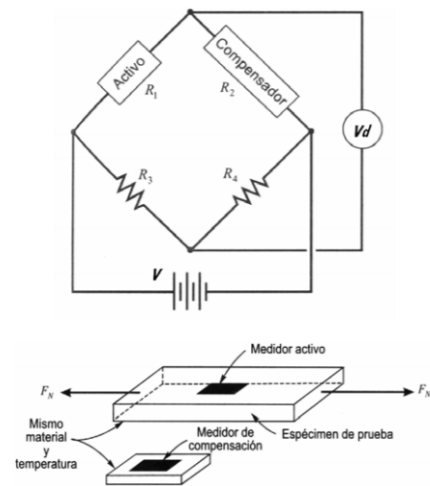 Activo
Compensador
R₁
R₂
Vd
R₃
R₄
V
Medidor activo
Fₙ
Fₙ
Mismo
material
y
temperatura
Medidor de
compensación
Espécimen de prueba